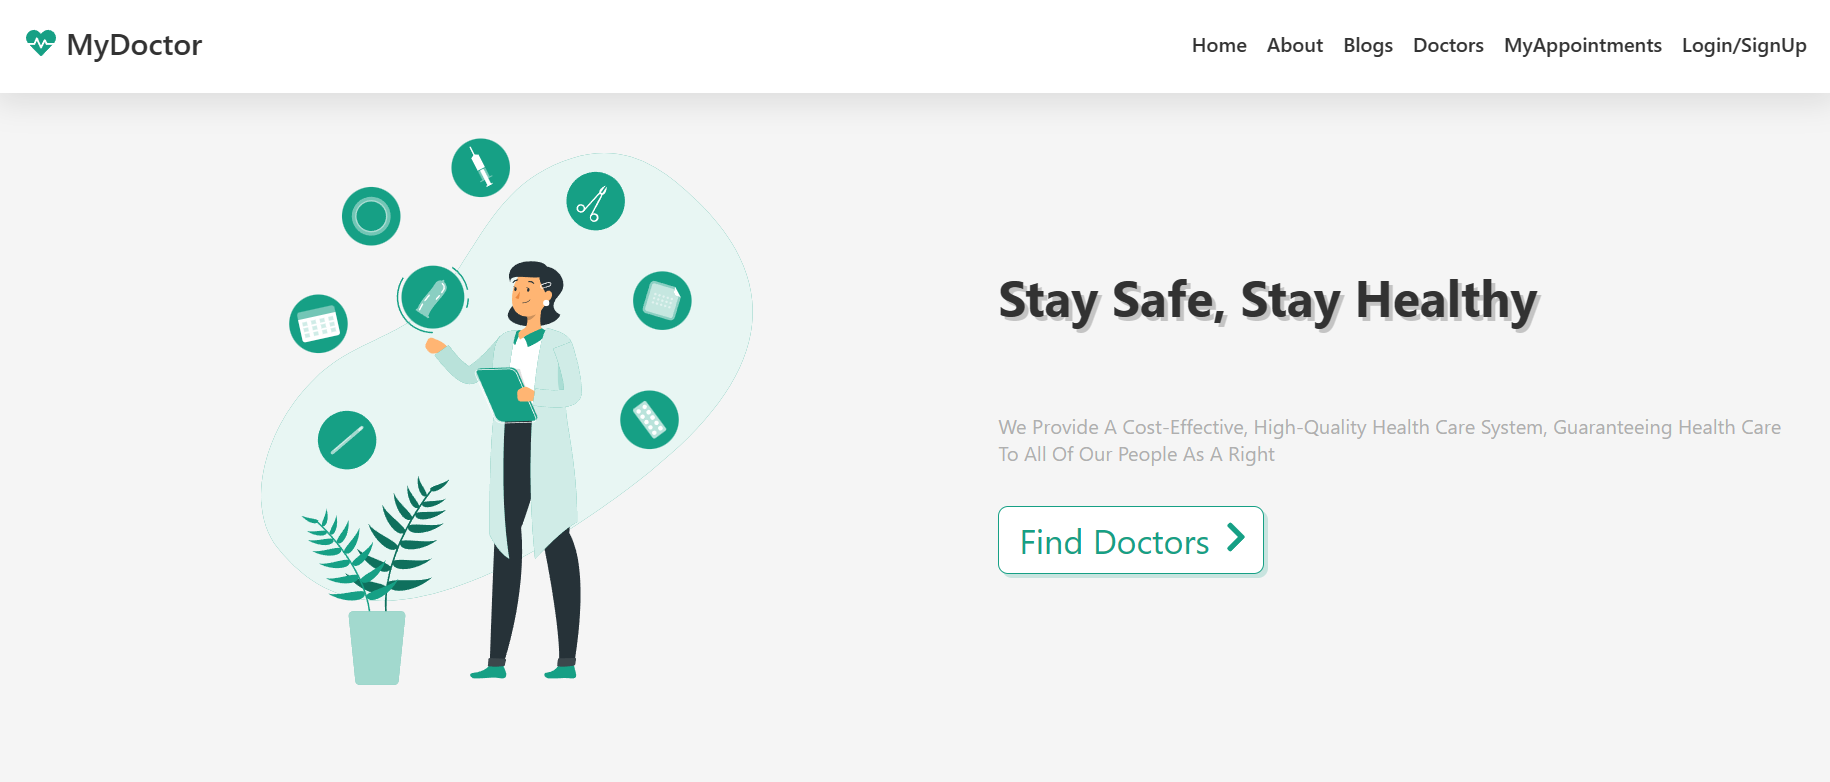 MyDoctor
Home About Blogs Doctors MyAppointments Login/SignUp
Stay Safe, Stay Healthy
We Provide A Cost-Effective, High-Quality Health Care System, Guaranteeing Health Care
To All Of Our People As A Right
Find Doctors